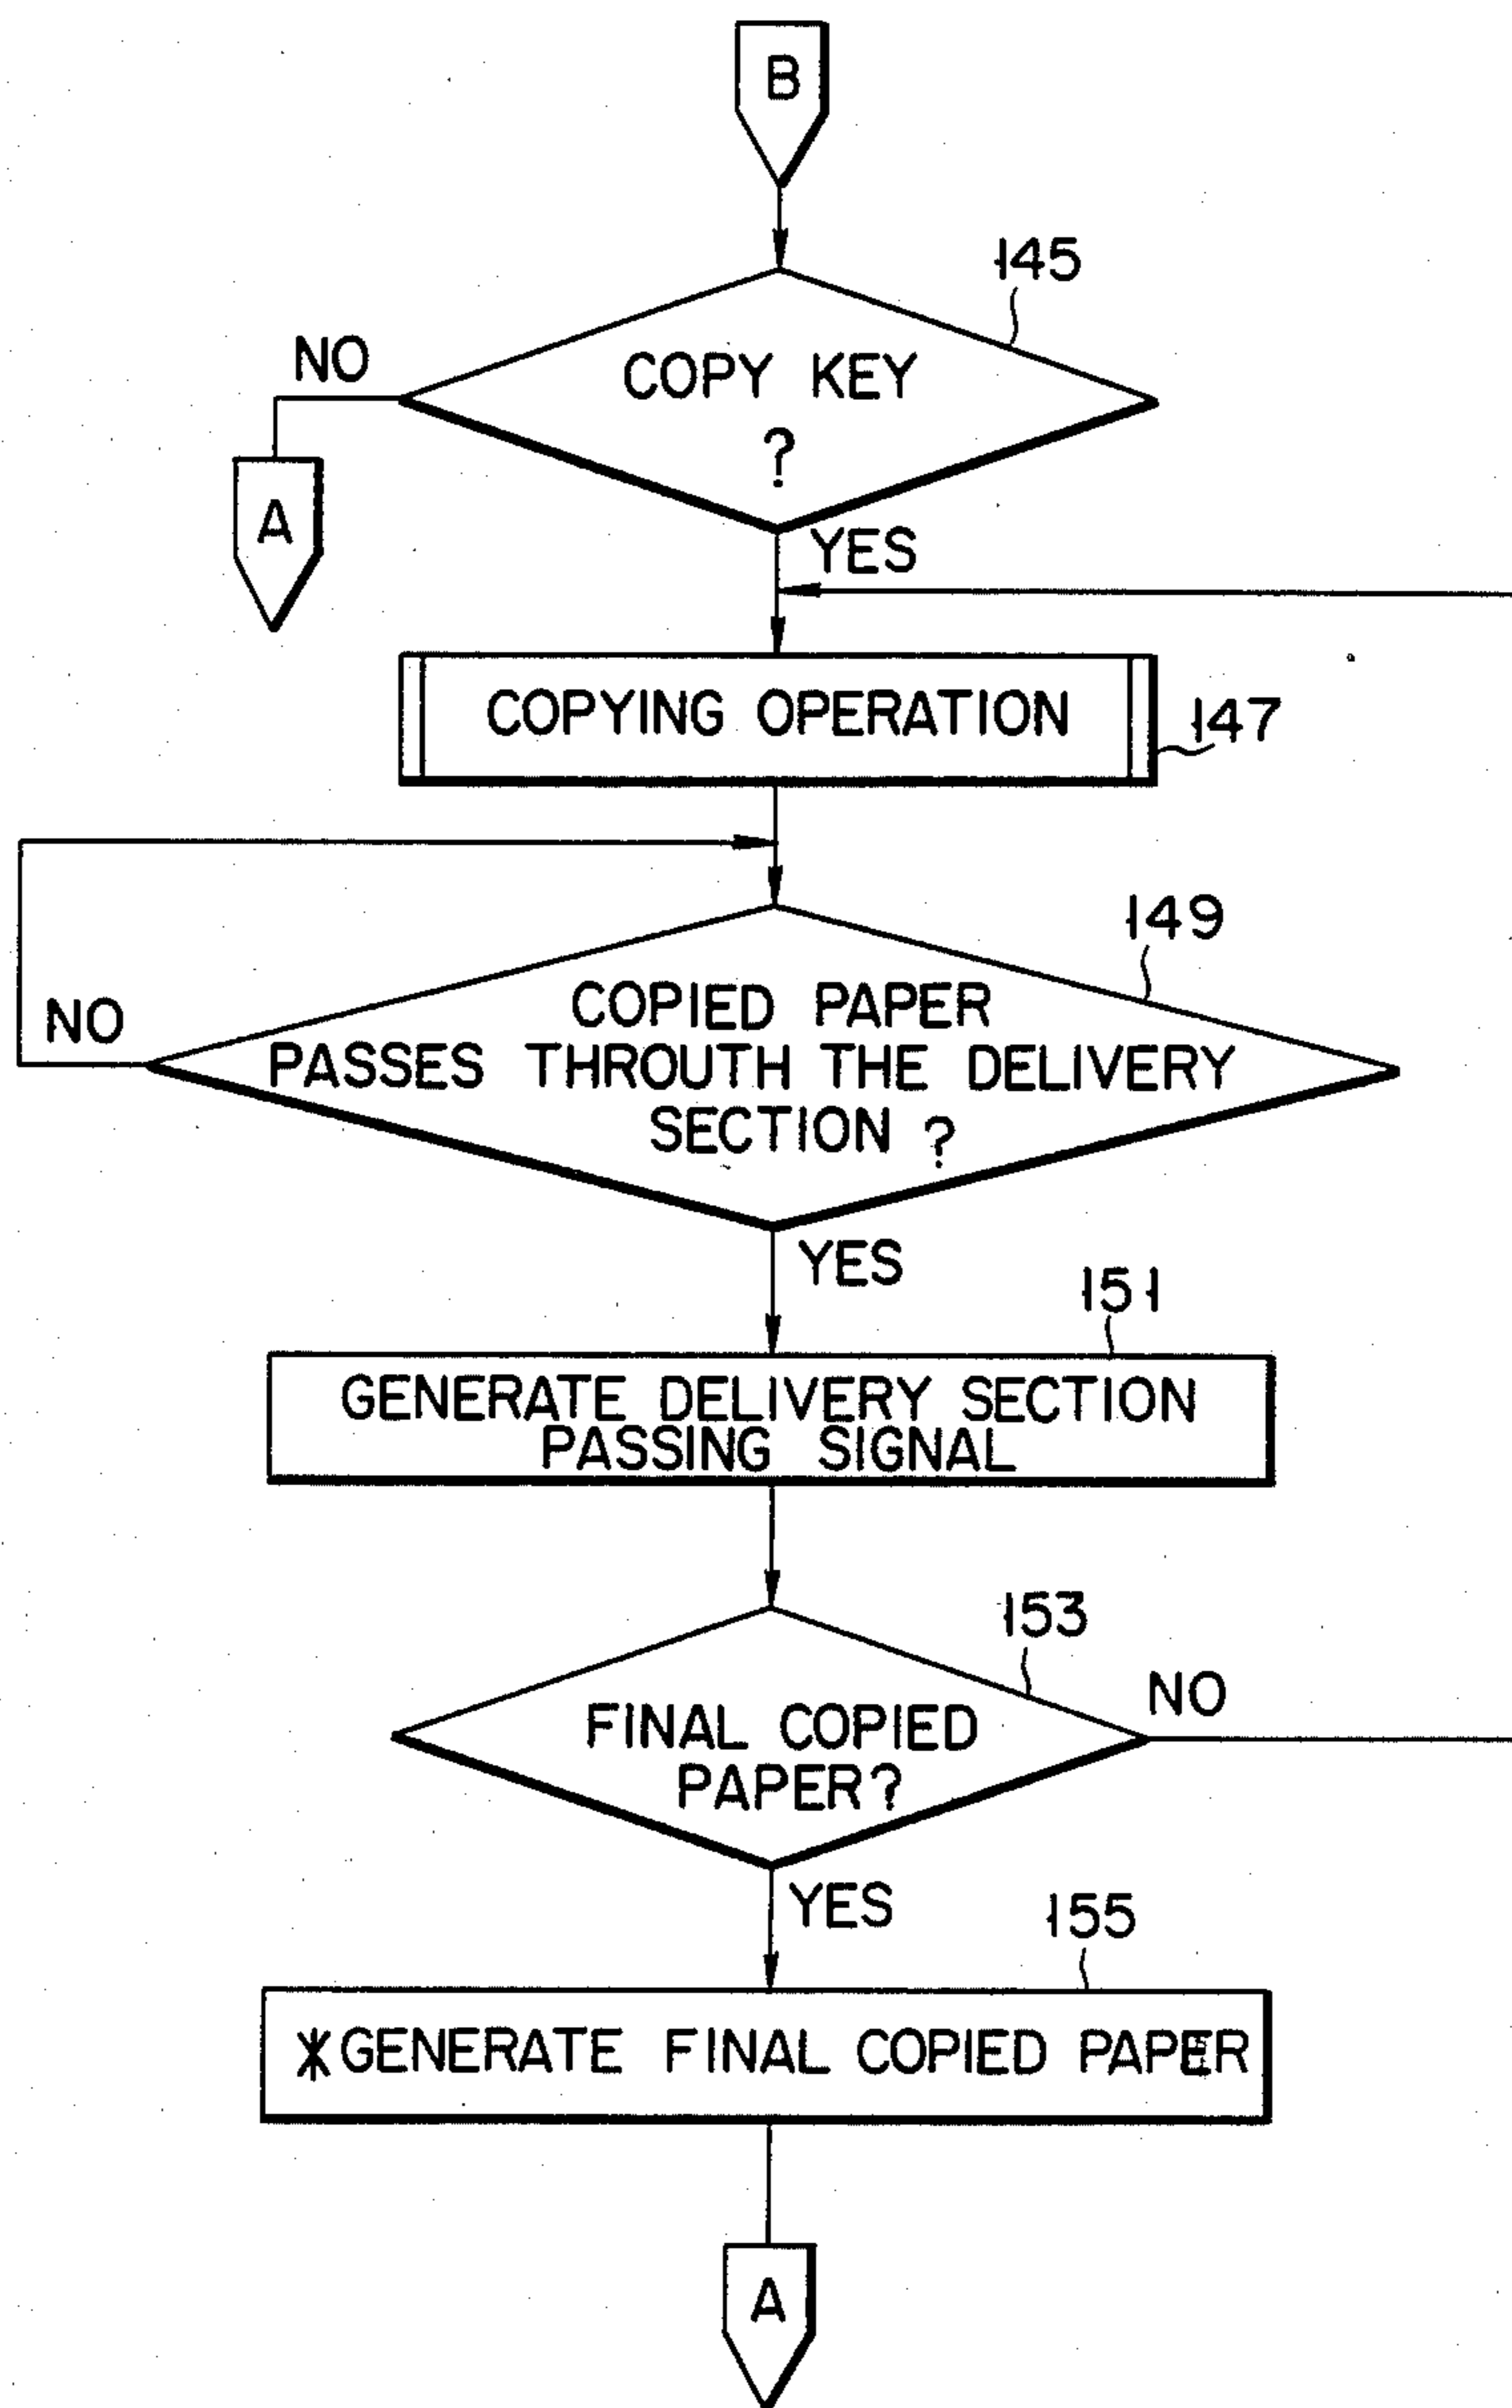 B
145
NO
COPY KEY
?
A
YES
COPYING OPERATION
147
149
NO
COPIED PAPER
PASSES THROUTH THE DELIVERY
SECTION ?
YES
151
GENERATE DELIVERY SECTION
PASSING SIGNAL
153
NO
FINAL COPIED
PAPER?
YES
155
*GENERATE FINAL COPIED PAPER
A